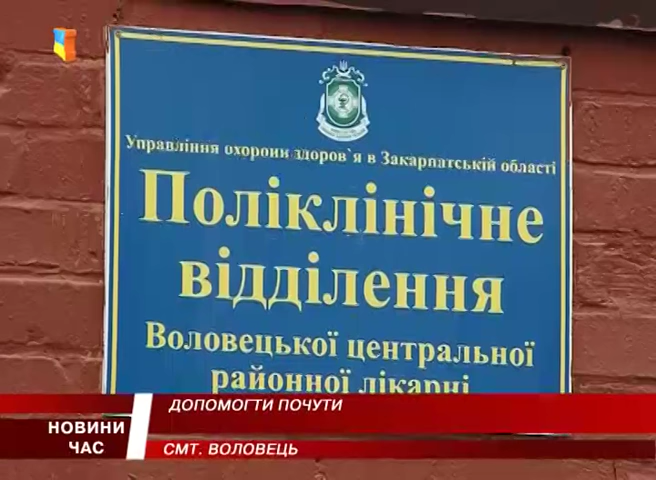 Управління охорони здоров`я в Закарпатській області
Поліклінічне
відділення
Воловецької центральної
районної лікарні
ДОПОМОГТИ ПОЧУТИ
НОВИНИ
ЧАС
СМТ. ВОЛОВЕЦЬ